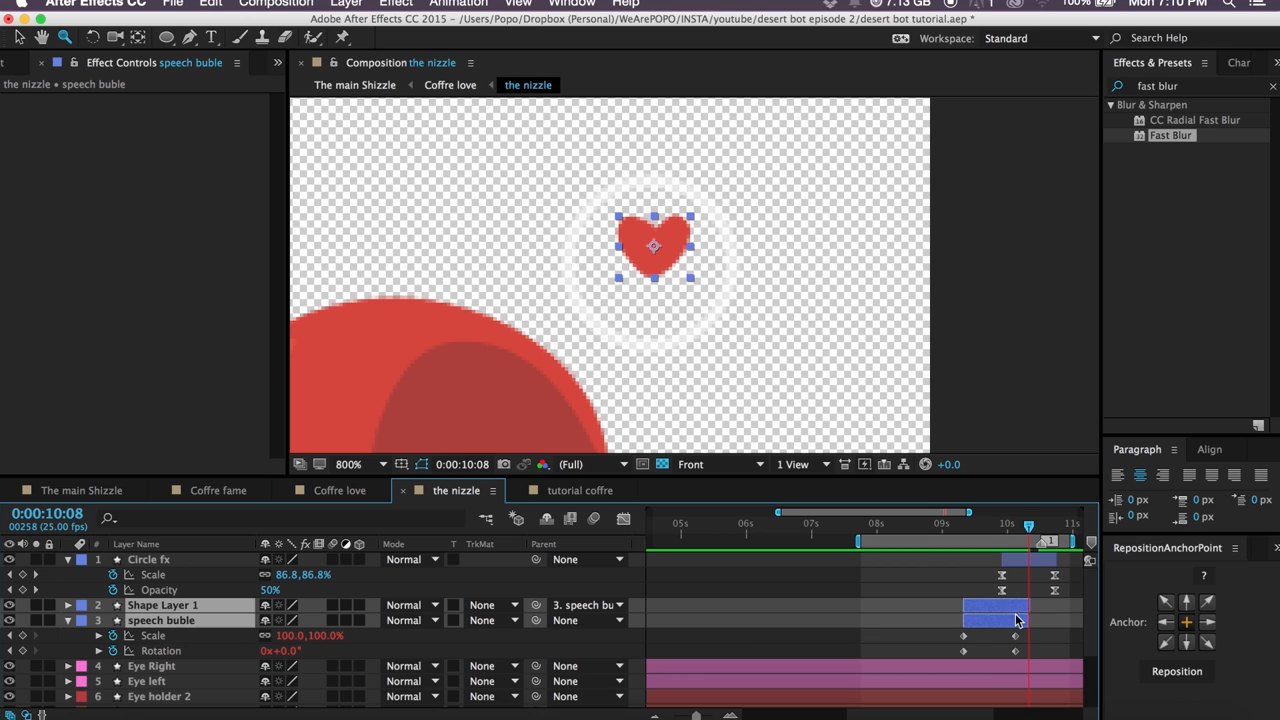 After Effects CC File Edit Composition Layer Effect Animation View Window Help 7.13 GB 1 100% Mon 7:10 PM
Adobe After Effects CC 2015 - /Users/Popo/Dropbox (Personal)/WeArePOPO/INSTA/youtube/desert bot episode 2/desert bot tutorial.aep *
Workspace: Standard Search Help
t × Effect Controls speech buble × Composition the nizzle Effects & Presets Char
the nizzle • speech buble The main Shizzle Coffre love the nizzle fast blur ×
Blur & Sharpen
CC Radial Fast Blur
Fast Blur
Paragraph Align
800% 0:00:10:08 (Full) Front 1 View +0.0
The main Shizzle Coffre fame Coffre love × the nizzle tutorial coffre
0 px 0 px 0 px
0 px 0 px
0:00:10:08
00258 (25.00 fps) 05s 06s 07s 08s 09s 10s 11s
# Layer Name Mode T TrkMat Parent 1
RepositionAnchorPoint
1 Circle fx Normal None
Scale 86.8,86.8% ?
Opacity 50%
2 Shape Layer 1 Normal None 3. speech bu
3 speech buble Normal None None Anchor:
Scale 100.0,100.0%
Rotation 0x+0.0°
4 Eye Right Normal None None Reposition
5 Eye left Normal None None
6 Eye holder 2 Normal None None